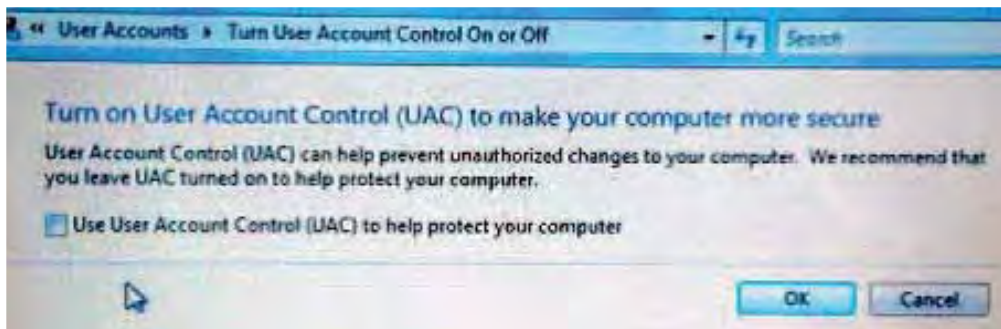 « User Accounts ▸ Turn User Account Control On or Off Search
Turn on User Account Control (UAC) to make your computer more secure
User Account Control (UAC) can help prevent unauthorized changes to your computer. We recommend that
you leave UAC turned on to help protect your computer.
Use User Account Control (UAC) to help protect your computer
OK Cancel